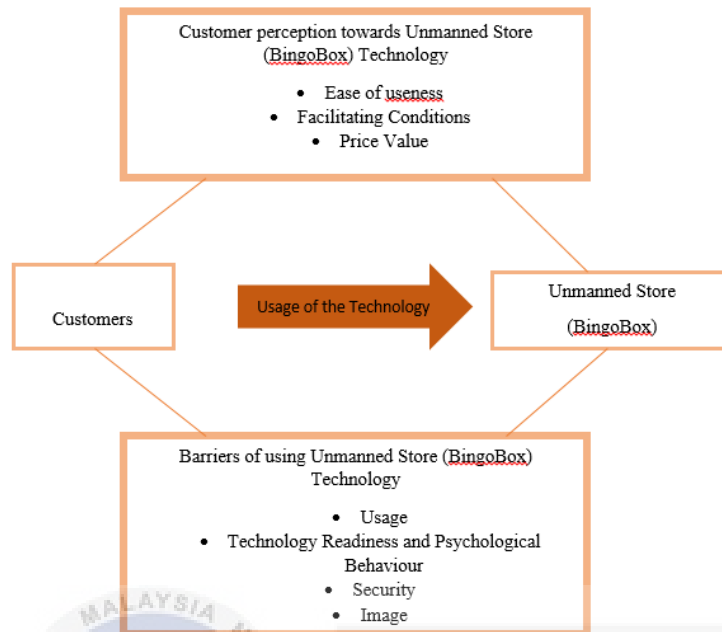 Customer perception towards Unmanned Store
(BingoBox) Technology
• Ease of useness
• Facilitating Conditions
• Price Value
Customers
Usage of the Technology
Unmanned Store
(BingoBox)
Barriers of using Unmanned Store (BingoBox)
Technology
• Usage
• Technology Readiness and Psychological
Behaviour
• Security
• Image
MALAYSIA